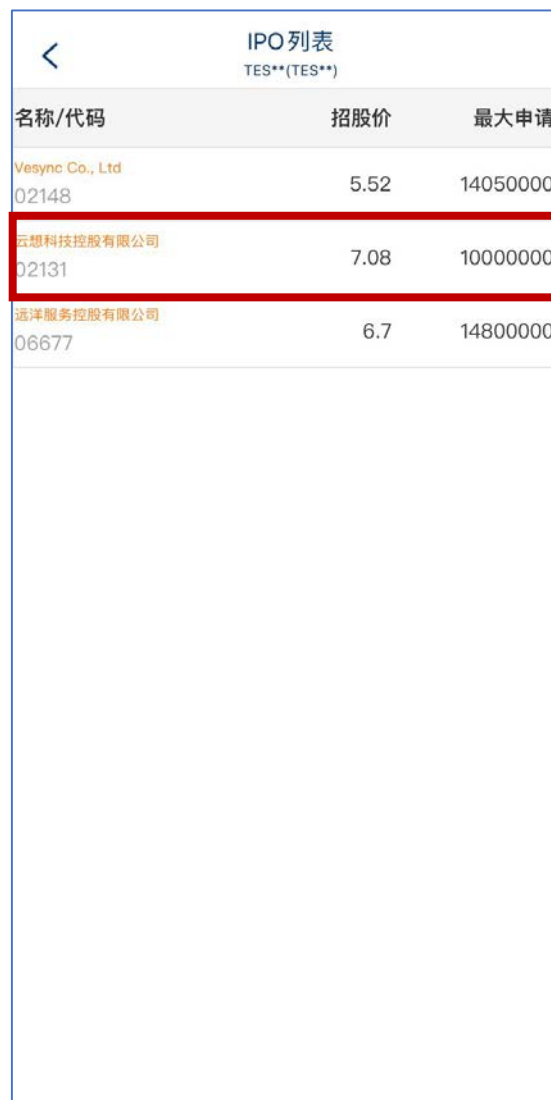 IPO列表
TES**(TES**)
名称/代码 招股价 最大申请
Vesync Co., Ltd
02148 5.52 14050000
云想科技控股有限公司
02131 7.08 10000000
远洋服务控股有限公司
06677 6.7 14800000